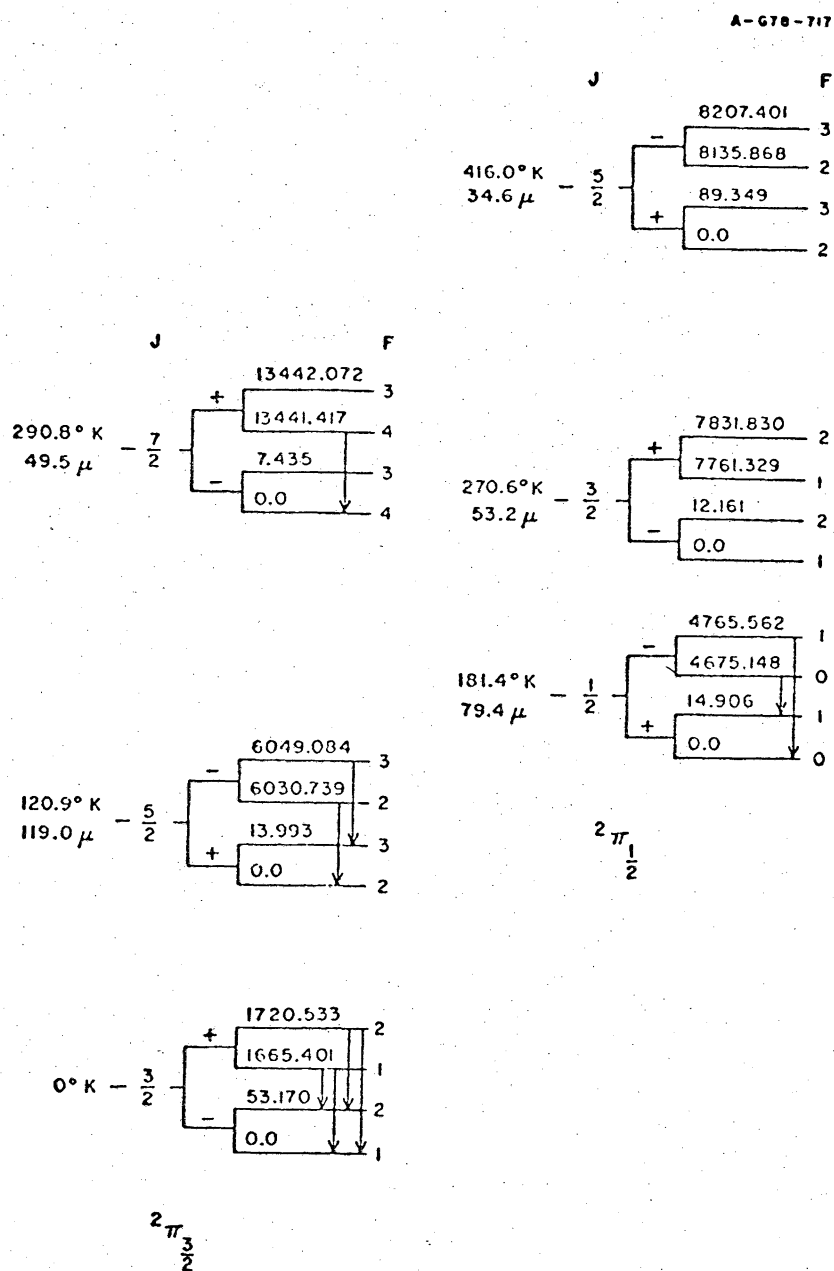 A-G78-717
J F
8207.401 3
- 8135.868 2
416.0° K
34.6 μ - 5/2
89.349 3
+ 0.0 2
J F
13442.072 3
+ 13441.417 4
290.8° K
49.5 μ - 7/2
7.435 3
- 0.0 4
7831.830 2
+ 7761.329 1
270.6° K
53.2 μ - 3/2
12.161 2
- 0.0 1
4765.562 1
- 4675.148 0
181.4° K
79.4 μ - 1/2
14.906 1
+ 0.0 0
2π1/2
6049.084 3
- 6030.739 2
120.9° K
119.0 μ - 5/2
13.993 3
+ 0.0 2
1720.533 2
+ 1665.401 1
0° K - 3/2
53.170 2
- 0.0 1
2π3/2